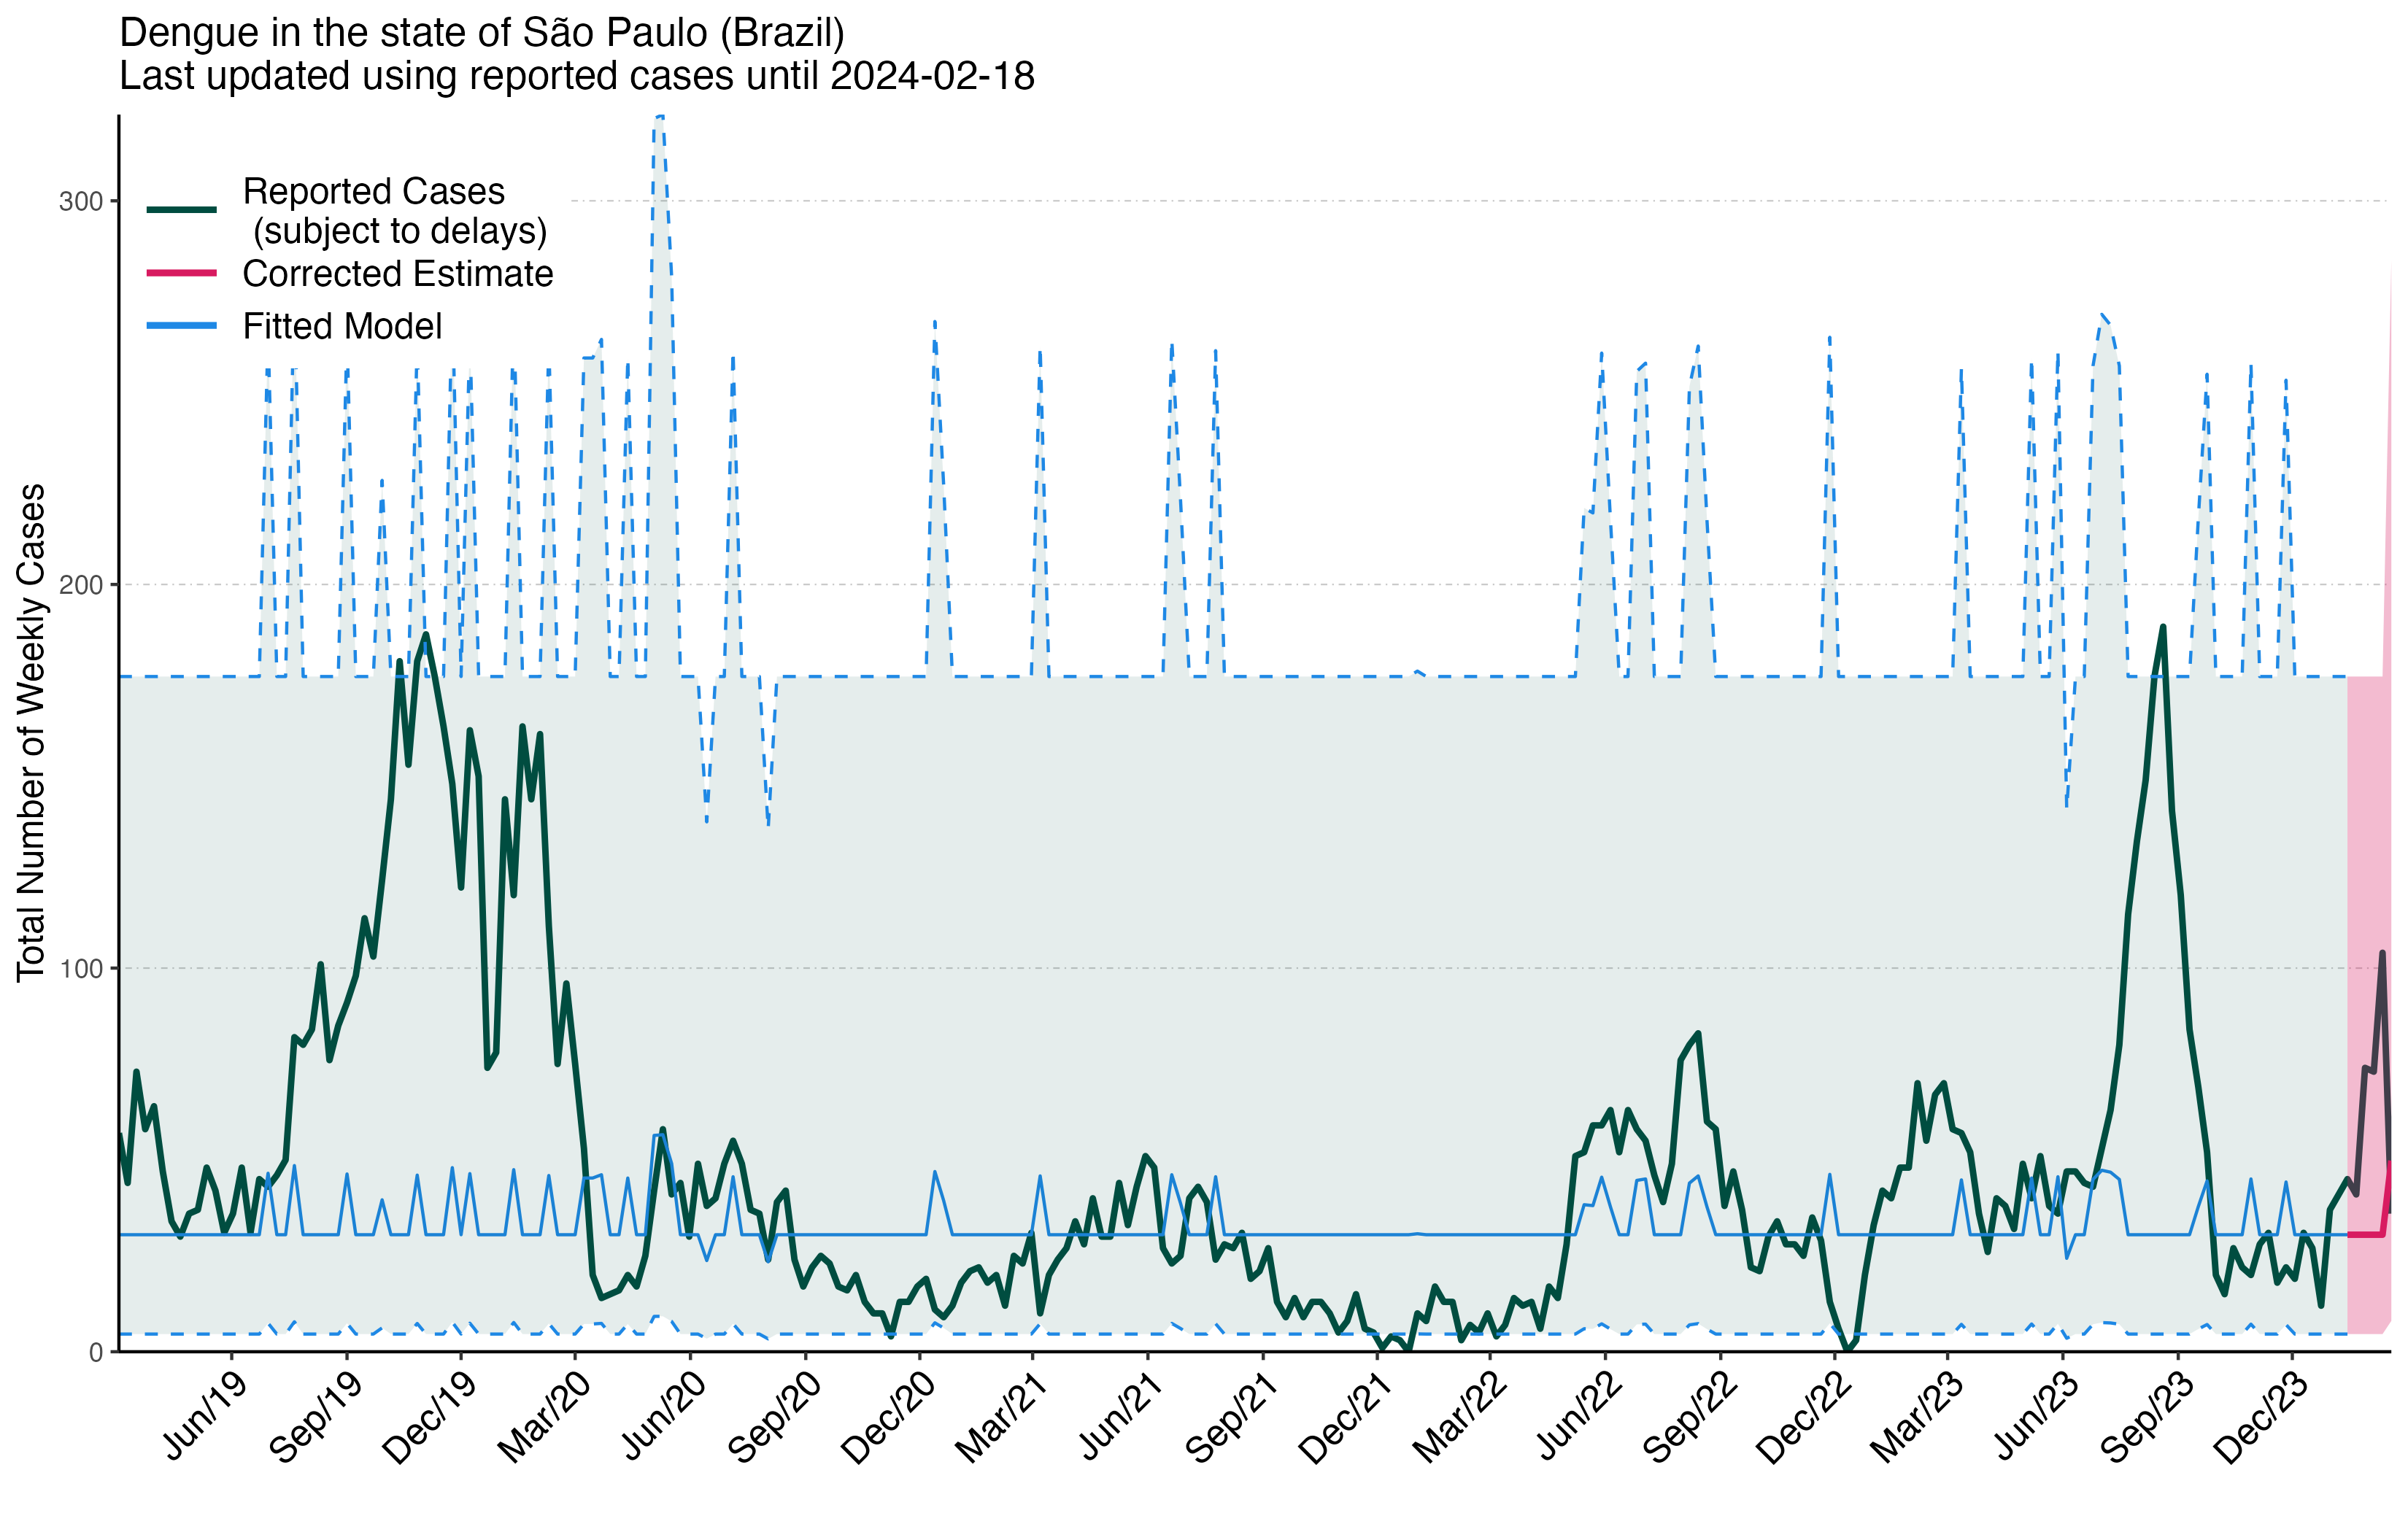 Dengue in the state of São Paulo (Brazil)
Last updated using reported cases until 2024-02-18
Total Number of Weekly Cases
300
200
100
0
Reported Cases
(subject to delays)
Corrected Estimate
Fitted Model
Jun/19
Sep/19
Dec/19
Mar/20
Jun/20
Sep/20
Dec/20
Mar/21
Jun/21
Sep/21
Dec/21
Mar/22
Jun/22
Sep/22
Dec/22
Mar/23
Jun/23
Sep/23
Dec/23